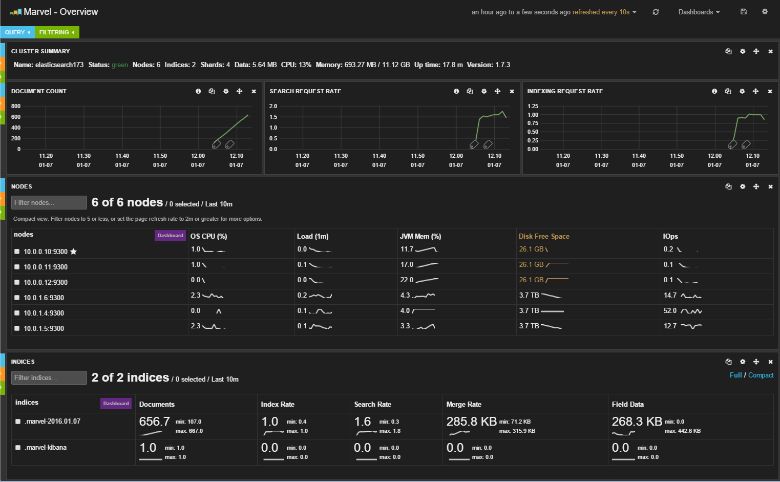 Marvel - Overview
an hour ago to a few seconds ago refreshed every 10s
Dashboards
QUERY
FILTERING
CLUSTER SUMMARY
Name: elasticsearch173 Status: green Nodes: 6 Indices: 2 Shards: 4 Data: 5.64 MB CPU: 13% Memory: 693.27 MB / 11.12 GB Up time: 17.8 m Version: 1.7.3
DOCUMENT COUNT
800
600
400
200
0
11:20 11:30 11:40 11:50 12:00 12:10
01-07 01-07 01-07 01-07 01-07 01-07
SEARCH REQUEST RATE
2.0
1.5
1.0
0.5
0.0
11:20 11:30 11:40 11:50 12:00 12:10
01-07 01-07 01-07 01-07 01-07 01-07
INDEXING REQUEST RATE
1.25
1.00
0.75
0.50
0.25
0.00
11:20 11:30 11:40 11:50 12:00 12:10
01-07 01-07 01-07 01-07 01-07 01-07
NODES
Filter nodes...
6 of 6 nodes / 0 selected / Last 10m
Compact view. Filter nodes to 5 or less, or set the page refresh rate to 2m or greater for more options.
nodes Dashboard OS CPU (%) Load (1m) JVM Mem (%) Disk Free Space IOps
10.0.0.10:9300 1.0 0.0 11.7 26.1 GB 0.2
10.0.0.11:9300 1.0 0.1 17.0 26.1 GB 0.1
10.0.0.12:9300 0.0 0.0 22.0 26.1 GB 0.1
10.0.1.6:9300 2.3 0.2 4.3 3.7 TB 14.7
10.0.1.4:9300 0.0 0.1 4.0 3.7 TB 52.0
10.0.1.5:9300 2.3 0.1 3.3 3.7 TB 12.7
INDICES
Filter indices...
2 of 2 indices / 0 selected / Last 10m
Full / Compact
indices Dashboard Documents Index Rate Search Rate Merge Rate Field Data
.marvel-2016.01.07 656.7 min: 107.0 1.0 min: 0.4 1.6 min: 0.3 285.8 KB min: 71.2 KB 268.3 KB min: 0.0
max: 667.0 max: 1.0 max: 1.8 max: 315.9 KB max: 442.6 KB
.marvel-kibana 1.0 min: 1.0 0.0 min: 0.0 0.0 min: 0.0 0.0 min: 0.0 0.0 min: 0.0
max: 1.0 max: 0.0 max: 0.0 max: 0.0 max: 0.0